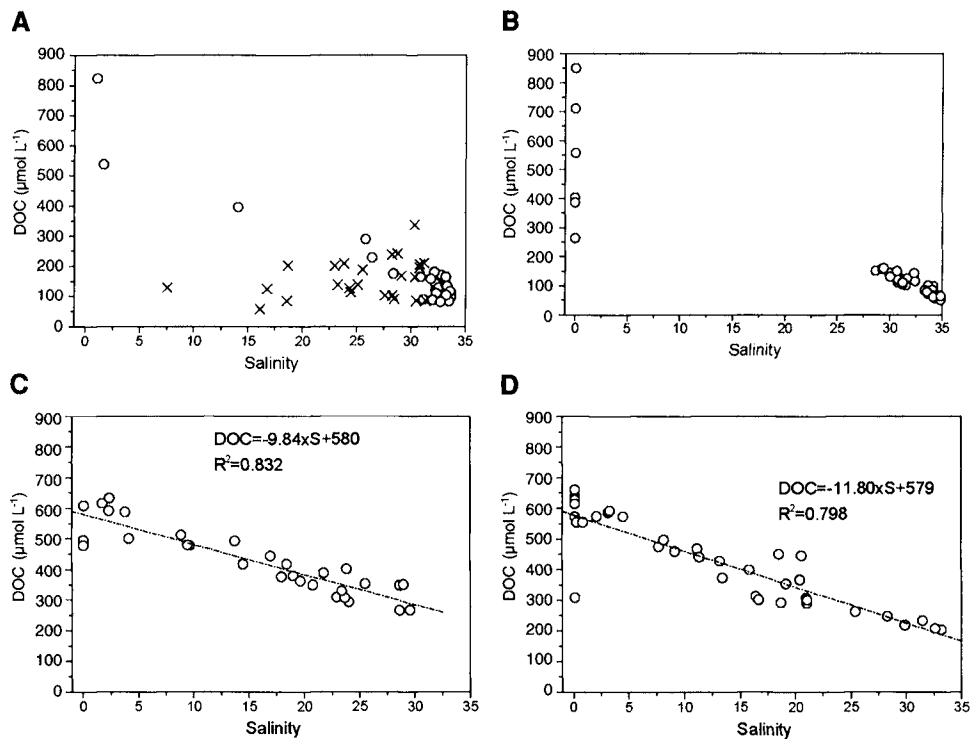 A
900
800
700
600
500
400
300
200
100
0
DOC (µmol L⁻¹)
0 5 10 15 20 25 30 35
Salinity
B
900
800
700
600
500
400
300
200
100
0
DOC (µmol L⁻¹)
0 5 10 15 20 25 30 35
Salinity
C
900
800
700
600
500
400
300
200
100
0
DOC (µmol L⁻¹)
DOC=-9.84xS+580
R²=0.832
0 5 10 15 20 25 30 35
Salinity
D
900
800
700
600
500
400
300
200
100
0
DOC (µmol L⁻¹)
DOC=-11.80xS+579
R²=0.798
0 5 10 15 20 25 30 35
Salinity